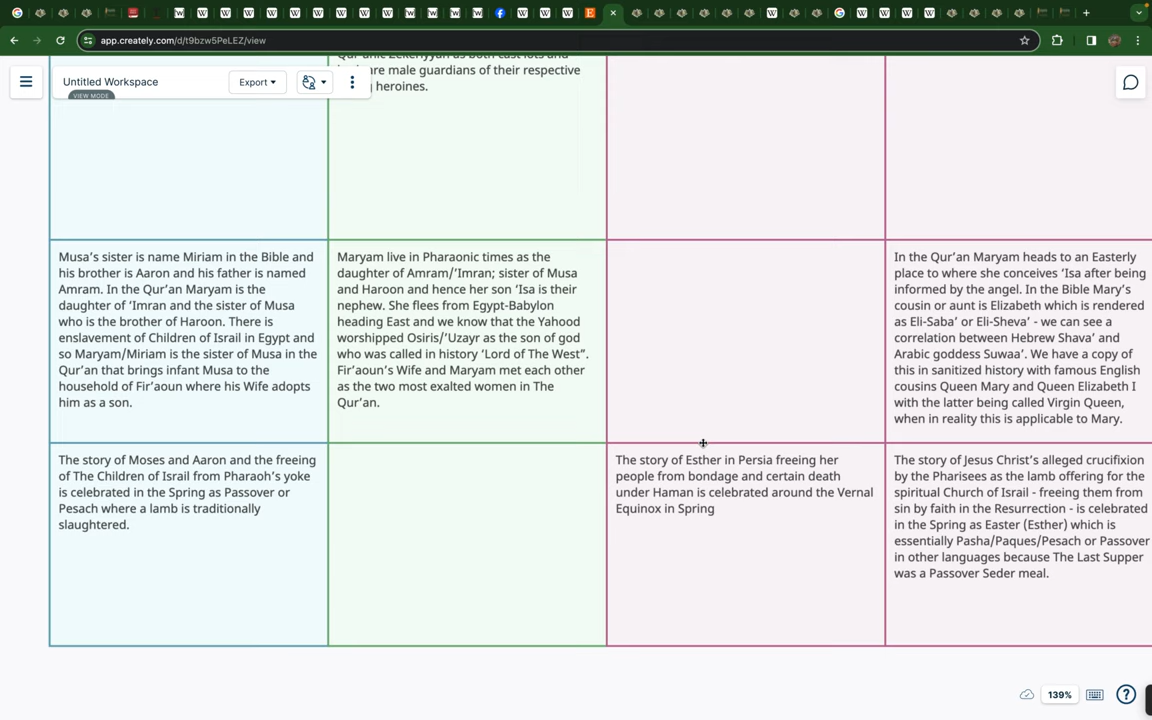 app.creately.com/d/t9bzw5PeLEZ/view
Untitled Workspace
Export
VIEW MODE
are male guardians of their respective
heroines.
Musa's sister is name Miriam in the Bible and
his brother is Aaron and his father is named
Amram. In the Qur'an Maryam is the
daughter of 'Imran and the sister of Musa
who is the brother of Haroon. There is
enslavement of Children of Israil in Egypt and
so Maryam/Miriam is the sister of Musa in the
Qur'an that brings infant Musa to the
household of Fir'aoun where his Wife adopts
him as a son.
Maryam live in Pharaonic times as the
daughter of Amram/'Imran; sister of Musa
and Haroon and hence her son 'Isa is their
nephew. She flees from Egypt-Babylon
heading East and we know that the Yahood
worshipped Osiris/'Uzayr as the son of god
who was called in history 'Lord of The West".
Fir'aoun's Wife and Maryam met each other
as the two most exalted women in The
Qur'an.
In the Qur'an Maryam heads to an Easterly
place to where she conceives 'Isa after being
informed by the angel. In the Bible Mary's
cousin or aunt is Elizabeth which is rendered
as Eli-Saba' or Eli-Sheva' - we can see a
correlation between Hebrew Shava' and
Arabic goddess Suwaa'. We have a copy of
this in sanitized history with famous English
cousins Queen Mary and Queen Elizabeth I
with the latter being called Virgin Queen,
when in reality this is applicable to Mary.
The story of Moses and Aaron and the freeing
of The Children of Israil from Pharaoh's yoke
is celebrated in the Spring as Passover or
Pesach where a lamb is traditionally
slaughtered.
The story of Esther in Persia freeing her
people from bondage and certain death
under Haman is celebrated around the Vernal
Equinox in Spring
The story of Jesus Christ's alleged crucifixion
by the Pharisees as the lamb offering for the
spiritual Church of Israil - freeing them from
sin by faith in the Resurrection - is celebrated
in the Spring as Easter (Esther) which is
essentially Pasha/Paques/Pesach or Passover
in other languages because The Last Supper
was a Passover Seder meal.
139%